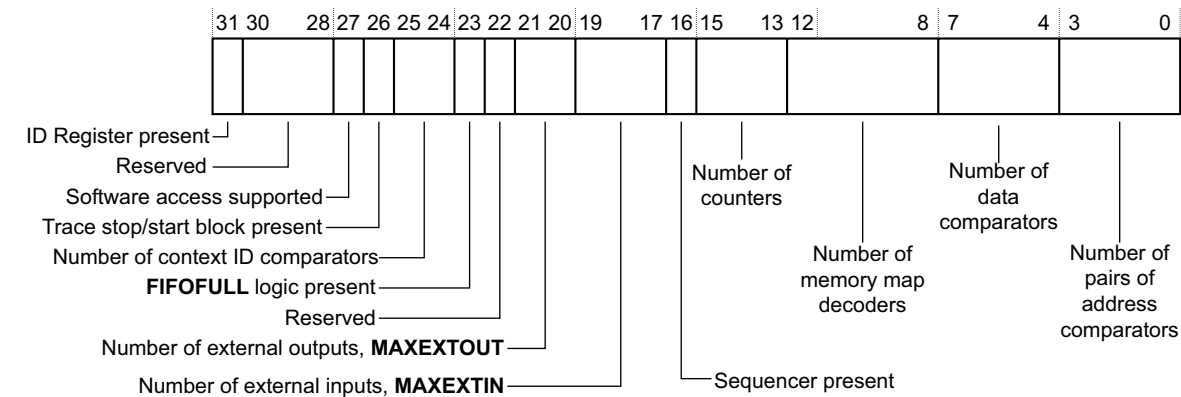 31 30 28 27 26 25 24 23 22 21 20 19 17 16 15 13 12 8 7 4 3 0
ID Register present
Reserved
Software access supported
Trace stop/start block present
Number of context ID comparators
FIFOFULL logic present
Reserved
Number of external outputs, MAXEXTOUT
Number of external inputs, MAXEXTIN
Sequencer present
Number of
counters
Number of
memory map
decoders
Number of
data
comparators
Number of
pairs of
address
comparators